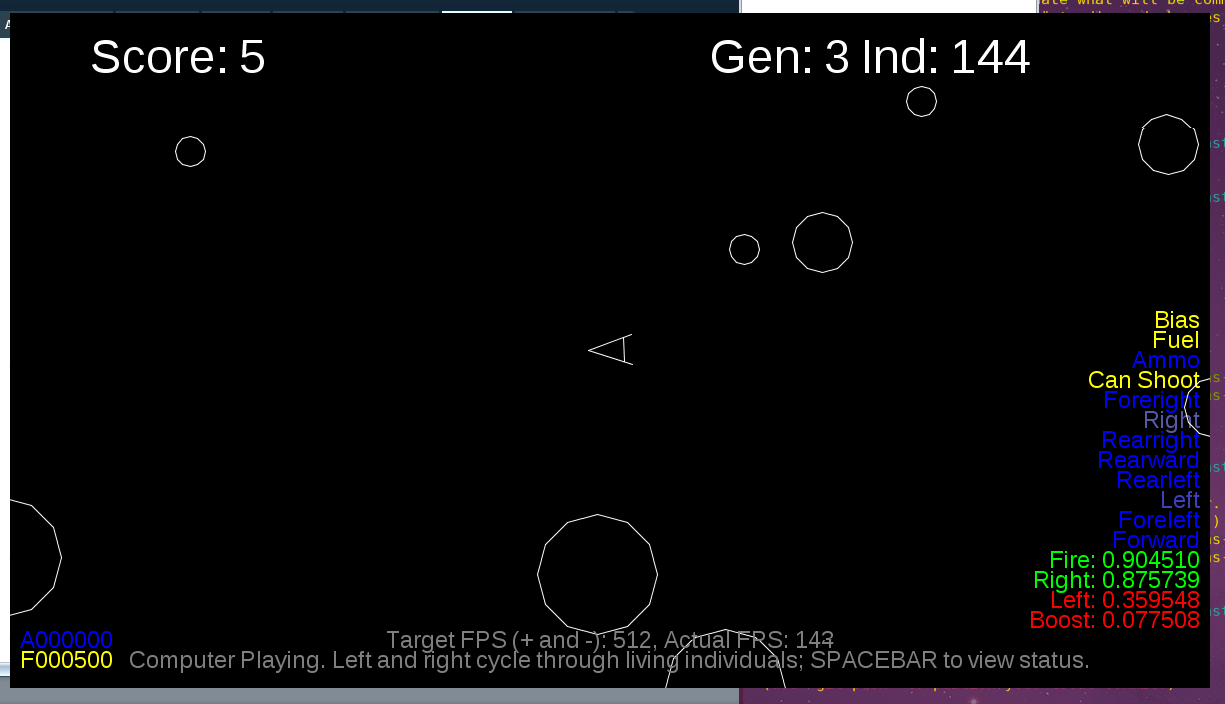 Score: 5
Gen: 3 Ind: 144
Bias
Fuel
Ammo
Can Shoot
Foreright
Right
Rearright
Rearward
Rearleft
Left
Foreleft
Forward
Fire: 0.904510
Right: 0.875739
Left: 0.359548
Boost: 0.077508
A000000
Target FPS (+ and -): 512, Actual FRS: 143
F000500
Computer Playing. Left and right cycle through living individuals; SPACEBAR to view status.